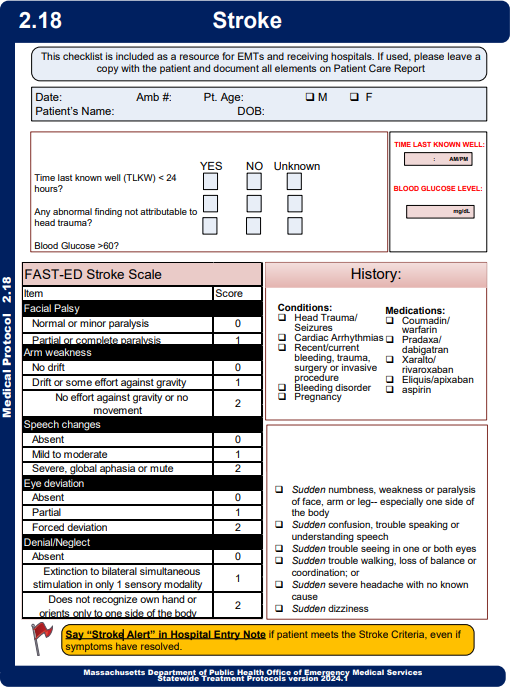 2.18 Stroke
This checklist is included as a resource for EMTs and receiving hospitals. If used, please leave a
copy with the patient and document all elements on Patient Care Report
Date: Amb #: Pt. Age: ☐ M ☐ F
Patient's Name: DOB:
YES NO Unknown
Time last known well (TLKW) < 24
hours?
Any abnormal finding not attributable to
head trauma?
Blood Glucose >60?
TIME LAST KNOWN WELL:
: AM/PM
BLOOD GLUCOSE LEVEL:
mg/dL
Medical Protocol 2.18
FAST-ED Stroke Scale
Item Score
Facial Palsy
Normal or minor paralysis 0
Partial or complete paralysis 1
Arm weakness
No drift 0
Drift or some effort against gravity 1
No effort against gravity or no
movement 2
Speech changes
Absent 0
Mild to moderate 1
Severe, global aphasia or mute 2
Eye deviation
Absent 0
Partial 1
Forced deviation 2
Denial/Neglect
Absent 0
Extinction to bilateral simultaneous
stimulation in only 1 sensory modality 1
Does not recognize own hand or
orients only to one side of the body 2
History:
Conditions:
☐ Head Trauma/
Seizures
☐ Cardiac Arrhythmias
☐ Recent/current
bleeding, trauma,
surgery or invasive
procedure
☐ Bleeding disorder
☐ Pregnancy
Medications:
☐ Coumadin/
warfarin
☐ Pradaxa/
dabigatran
☐ Xaralto/
rivaroxaban
☐ Eliquis/apixaban
☐ aspirin
☐ Sudden numbness, weakness or paralysis
of face, arm or leg-- especially one side of
the body
☐ Sudden confusion, trouble speaking or
understanding speech
☐ Sudden trouble seeing in one or both eyes
☐ Sudden trouble walking, loss of balance or
coordination; or
☐ Sudden severe headache with no known
cause
☐ Sudden dizziness
Say "Stroke Alert" in Hospital Entry Note if patient meets the Stroke Criteria, even if
symptoms have resolved.
Massachusetts Department of Public Health Office of Emergency Medical Services
Statewide Treatment Protocols version 2024.1